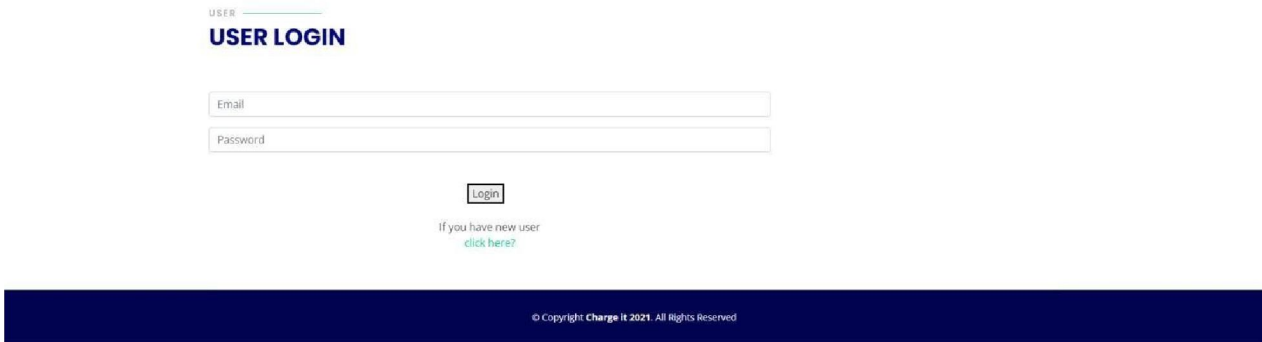 USER
USER LOGIN
Email
Password
Login
If you have new user
click here?
© Copyright Charge it 2021. All Rights Reserved